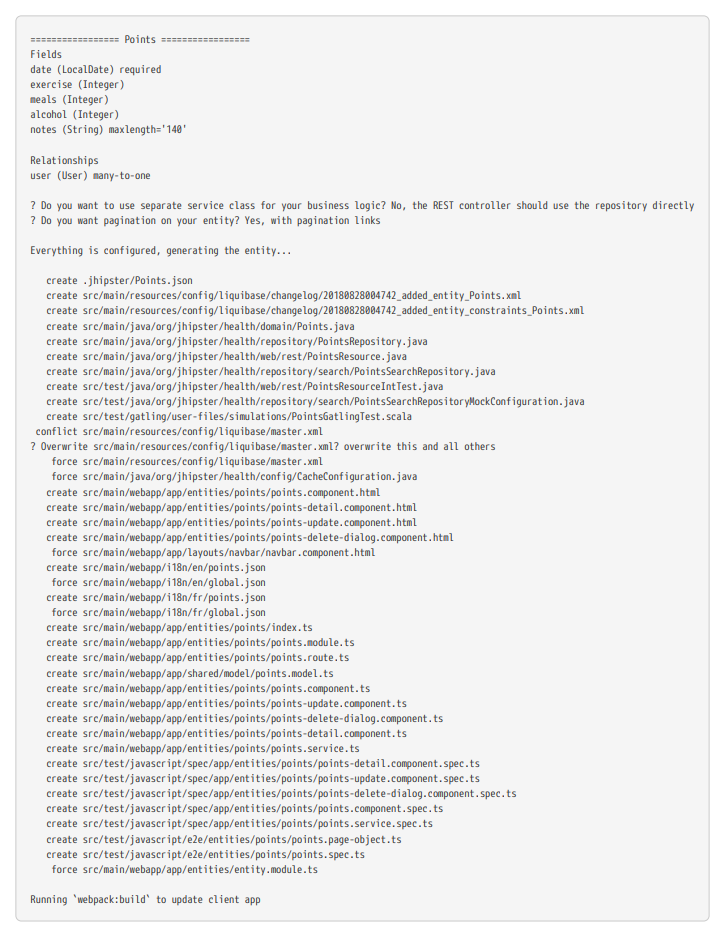 ================= Points =================
Fields
date (LocalDate) required
exercise (Integer)
meals (Integer)
alcohol (Integer)
notes (String) maxlength='140'
Relationships
user (User) many-to-one
? Do you want to use separate service class for your business logic? No, the REST controller should use the repository directly
? Do you want pagination on your entity? Yes, with pagination links
Everything is configured, generating the entity...
create .jhipster/Points.json
create src/main/resources/config/liquibase/changelog/20180828004742_added_entity_Points.xml
create src/main/resources/config/liquibase/changelog/20180828004742_added_entity_constraints_Points.xml
create src/main/java/org/jhipster/health/domain/Points.java
create src/main/java/org/jhipster/health/repository/PointsRepository.java
create src/main/java/org/jhipster/health/web/rest/PointsResource.java
create src/main/java/org/jhipster/health/repository/search/PointsSearchRepository.java
create src/test/java/org/jhipster/health/web/rest/PointsResourceIntTest.java
create src/test/java/org/jhipster/health/repository/search/PointsSearchRepositoryMockConfiguration.java
create src/test/gatling/user-files/simulations/PointsGatlingTest.scala
conflict src/main/resources/config/liquibase/master.xml
? Overwrite src/main/resources/config/liquibase/master.xml? overwrite this and all others
force src/main/resources/config/liquibase/master.xml
force src/main/java/org/jhipster/health/config/CacheConfiguration.java
create src/main/webapp/app/entities/points/points.component.html
create src/main/webapp/app/entities/points/points-detail.component.html
create src/main/webapp/app/entities/points/points-update.component.html
create src/main/webapp/app/entities/points/points-delete-dialog.component.html
force src/main/webapp/app/layouts/navbar/navbar.component.html
create src/main/webapp/i18n/en/points.json
force src/main/webapp/i18n/en/global.json
create src/main/webapp/i18n/fr/points.json
force src/main/webapp/i18n/fr/global.json
create src/main/webapp/app/entities/points/index.ts
create src/main/webapp/app/entities/points/points.module.ts
create src/main/webapp/app/entities/points/points.route.ts
create src/main/webapp/app/shared/model/points.model.ts
create src/main/webapp/app/entities/points/points.component.ts
create src/main/webapp/app/entities/points/points-update.component.ts
create src/main/webapp/app/entities/points/points-delete-dialog.component.ts
create src/main/webapp/app/entities/points/points-detail.component.ts
create src/main/webapp/app/entities/points/points.service.ts
create src/test/javascript/spec/app/entities/points/points-detail.component.spec.ts
create src/test/javascript/spec/app/entities/points/points-update.component.spec.ts
create src/test/javascript/spec/app/entities/points/points-delete-dialog.component.spec.ts
create src/test/javascript/spec/app/entities/points/points.component.spec.ts
create src/test/javascript/spec/app/entities/points/points.service.spec.ts
create src/test/javascript/e2e/entities/points/points.page-object.ts
create src/test/javascript/e2e/entities/points/points.spec.ts
force src/main/webapp/app/entities/entity.module.ts
Running `webpack:build` to update client app